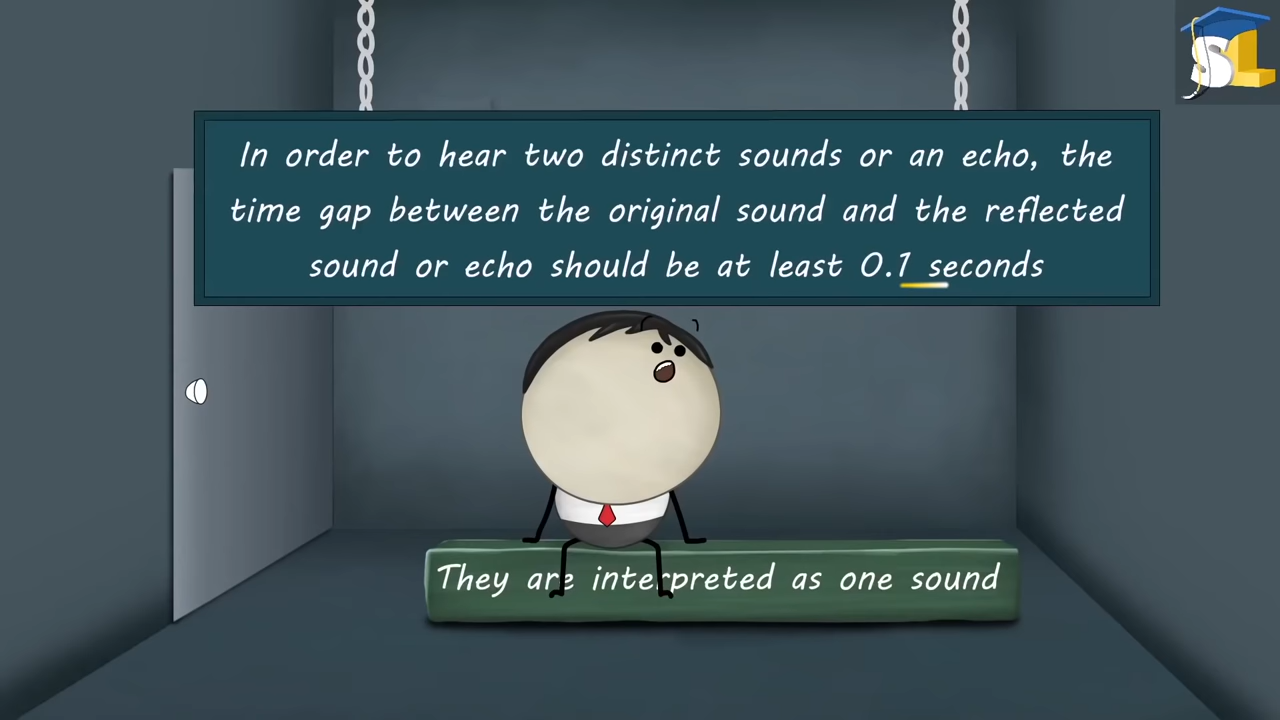 SL
In order to hear two distinct sounds or an echo, the
time gap between the original sound and the reflected
sound or echo should be at least 0.1 seconds
They are interpreted as one sound